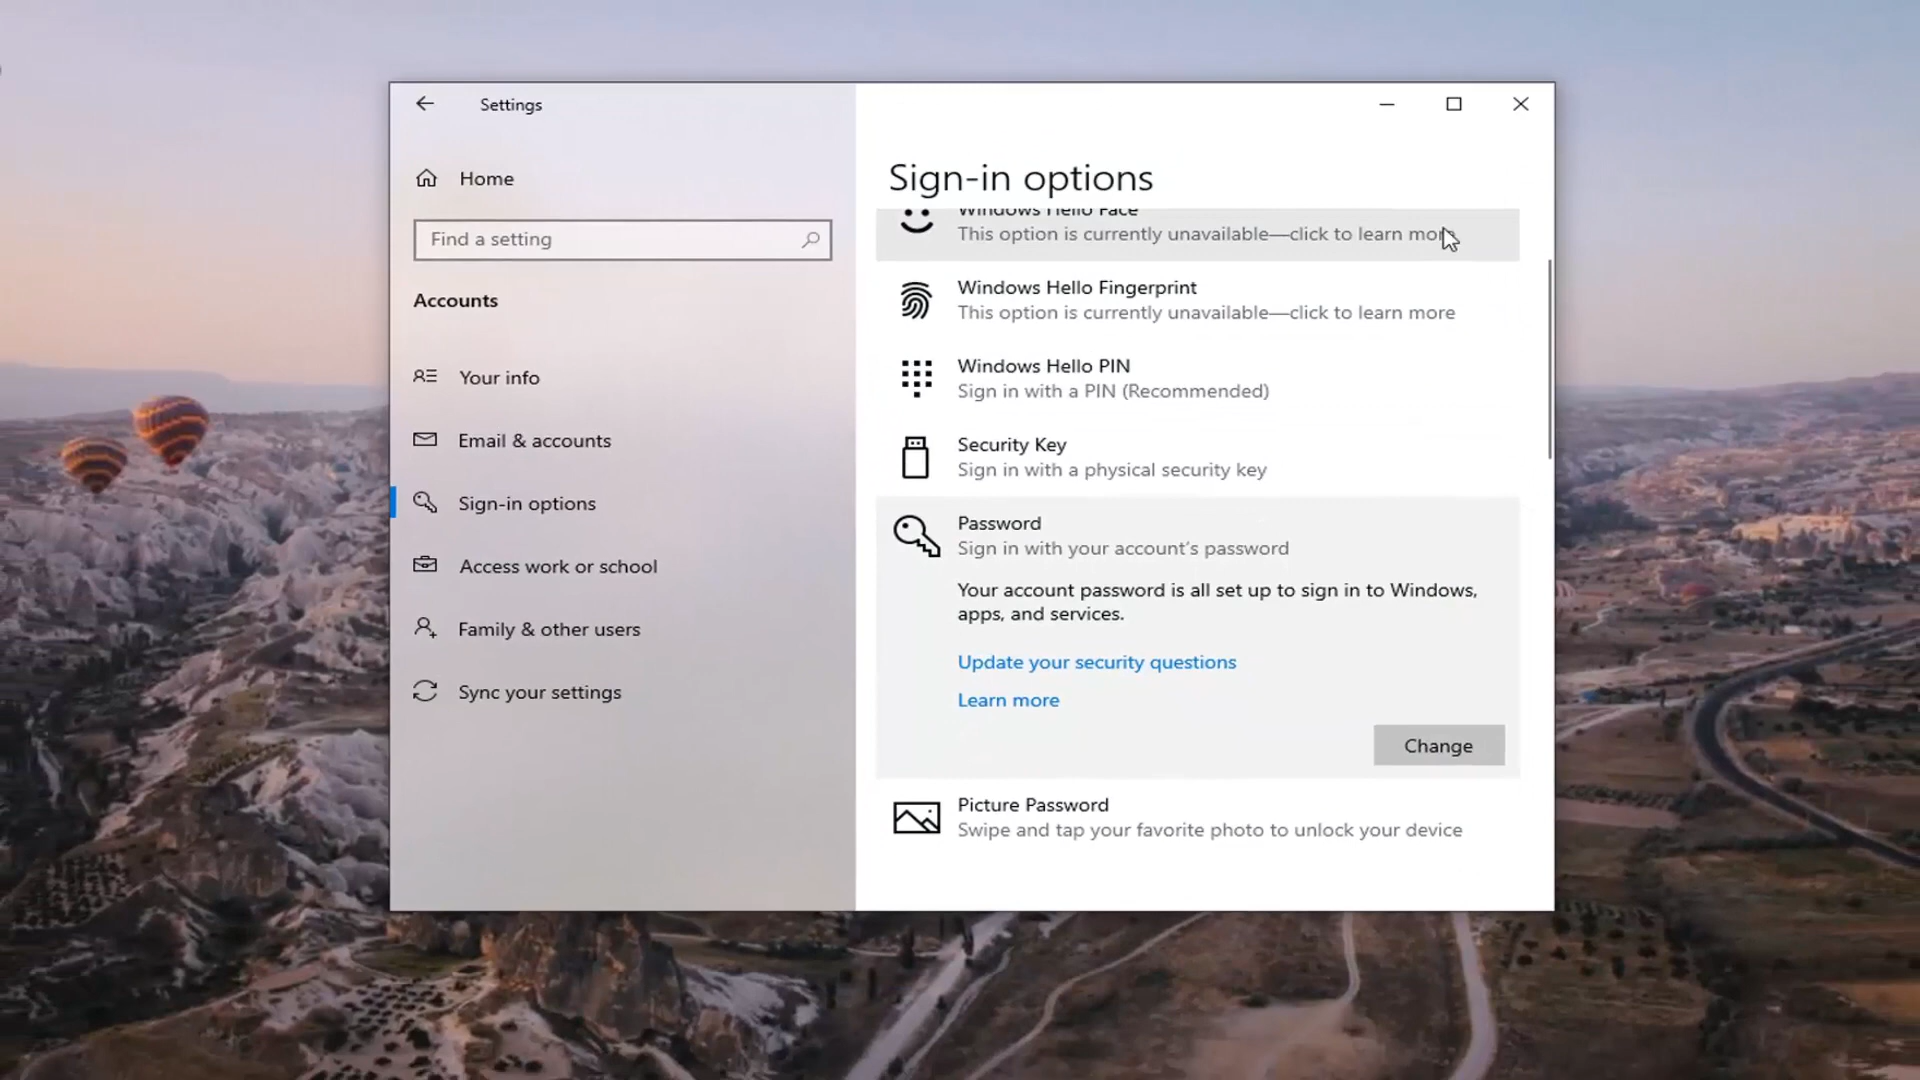 Settings
Home
Find a setting
Accounts
Your info
Email & accounts
Sign-in options
Access work or school
Family & other users
Sync your settings
Sign-in options
Windows Hello Face
This option is currently unavailable—click to learn more
Windows Hello Fingerprint
This option is currently unavailable—click to learn more
Windows Hello PIN
Sign in with a PIN (Recommended)
Security Key
Sign in with a physical security key
Password
Sign in with your account's password
Your account password is all set up to sign in to Windows,
apps, and services.
Update your security questions
Learn more
Change
Picture Password
Swipe and tap your favorite photo to unlock your device